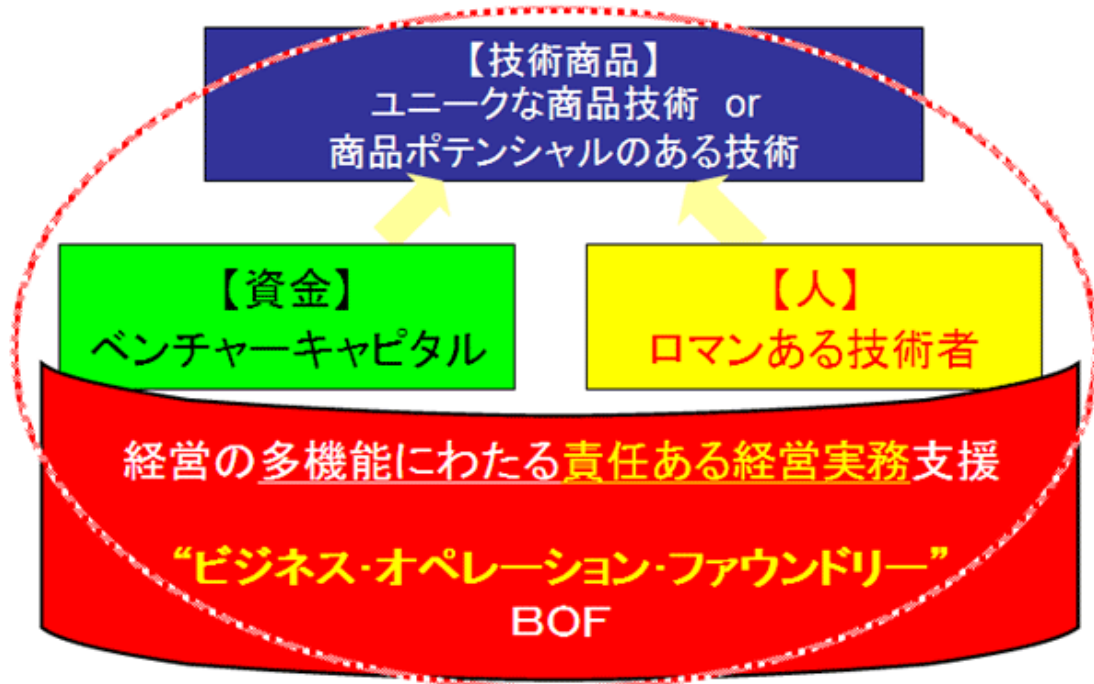 【技術商品】
ユニークな商品技術 or
商品ポテンシャルのある技術
【資金】
ベンチャーキャピタル
【人】
ロマンある技術者
経営の多機能にわたる責任ある経営実務支援
“ビジネス・オペレーション・ファウンドリー”
BOF